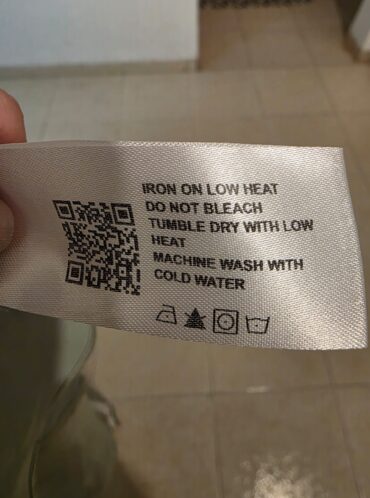 IRON ON LOW HEAT
DO NOT BLEACH
TUMBLE DRY WITH LOW
HEAT
MACHINE WASH WITH
COLD WATER